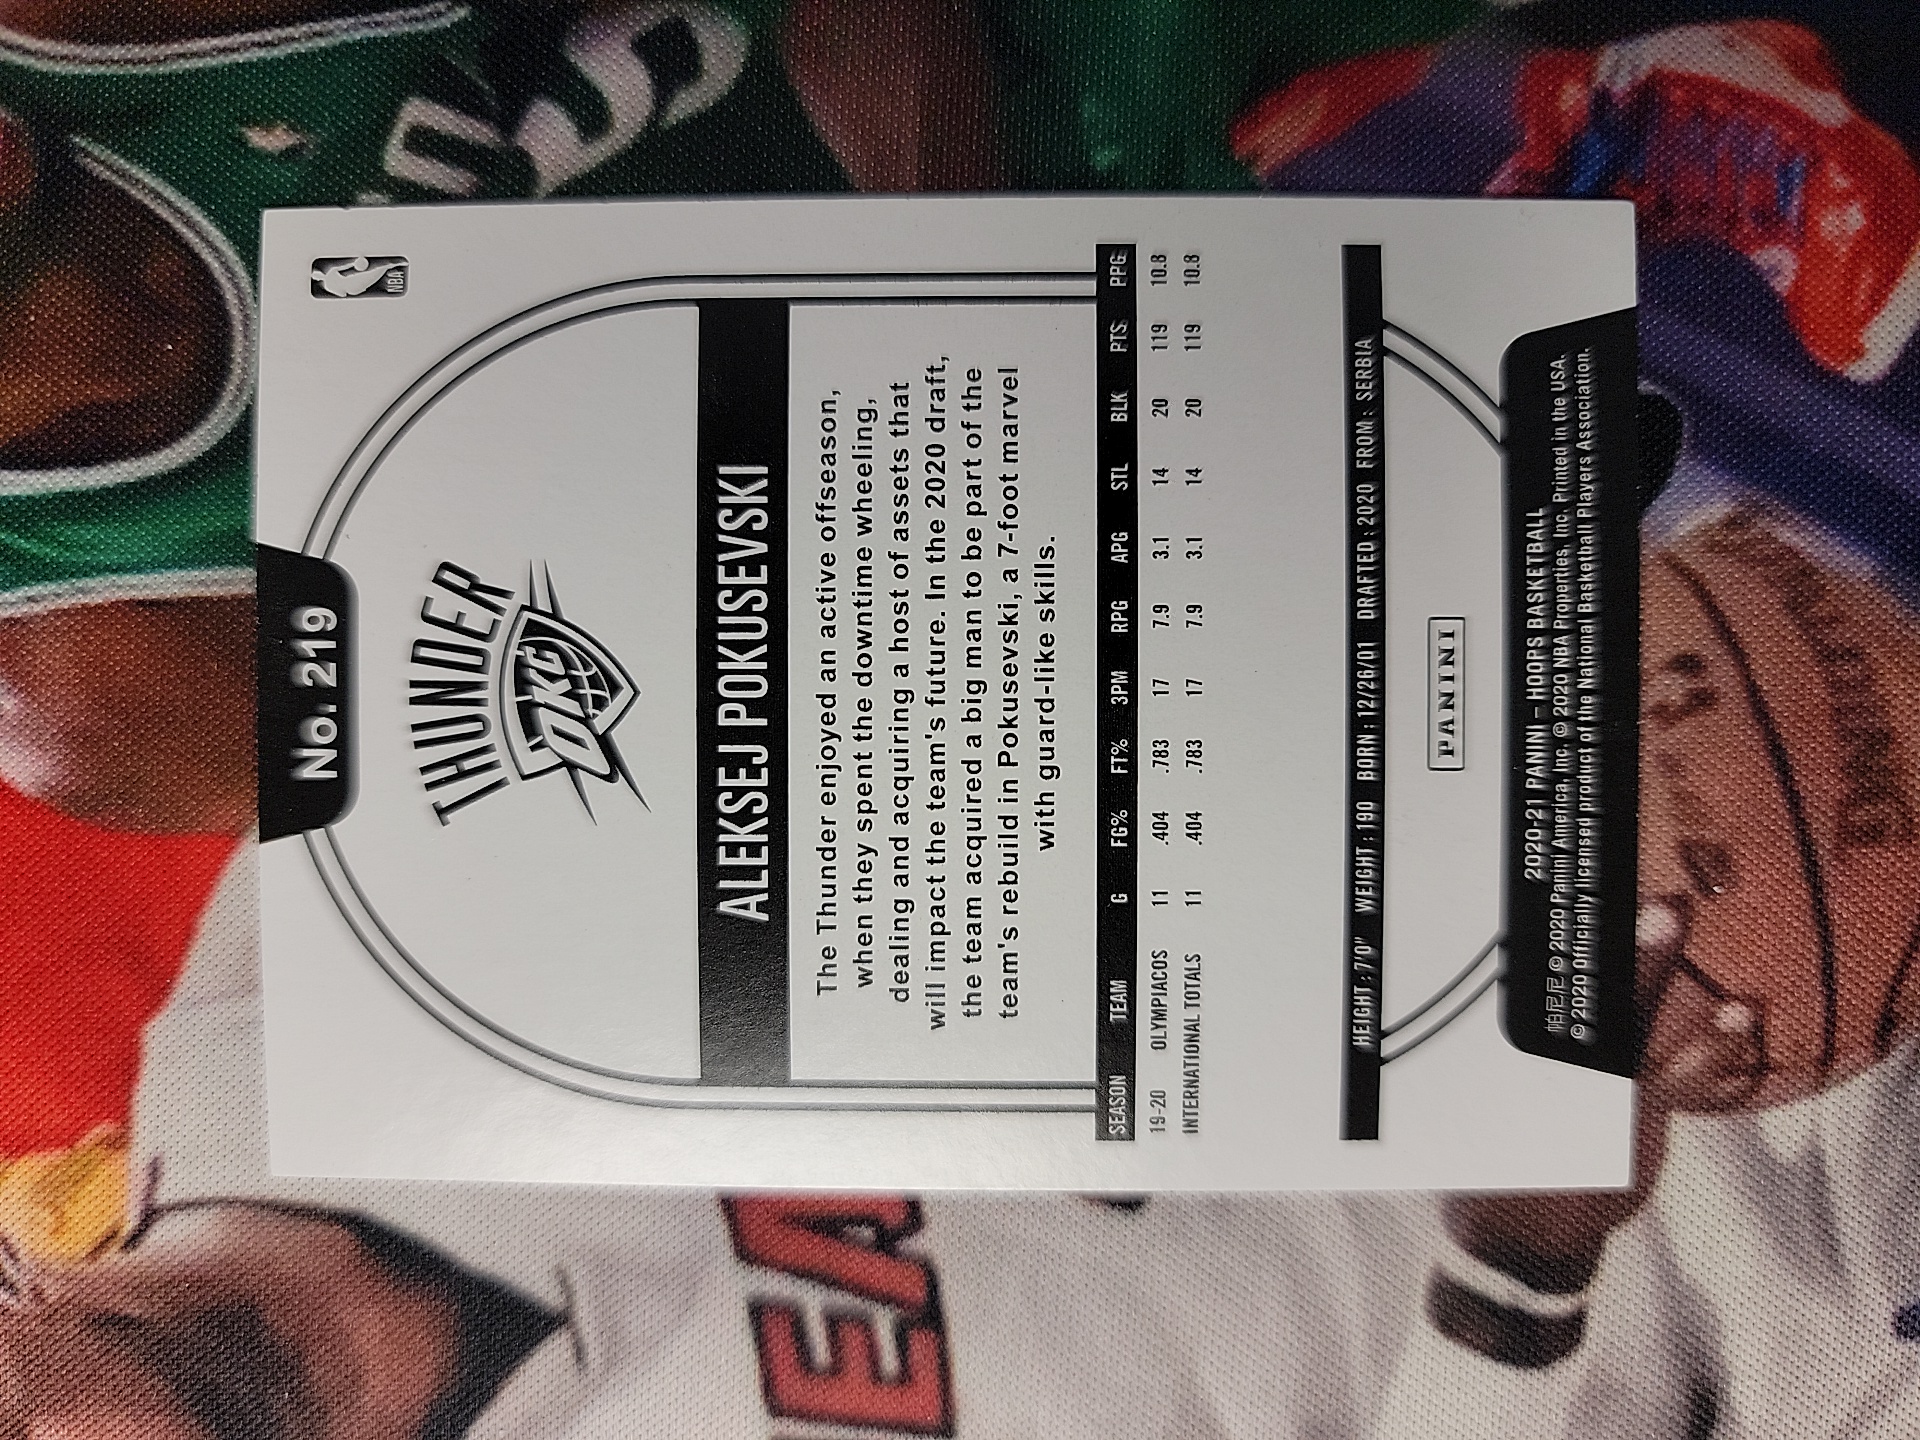 No. 219
NBA
THUNDER
OKC
ALEKSEJ POKUSEVSKI
The Thunder enjoyed an active offseason,
when they spent the downtime wheeling,
dealing and acquiring a host of assets that
will impact the team's future. In the 2020 draft,
the team acquired a big man to be part of the
team's rebuild in Pokusevski, a 7-foot marvel
with guard-like skills.
SEASON TEAM G FG% FT% 3PM RPG APG STL BLK PTS PPG
19-20 OLYMPIACOS 11 .404 .783 17 7.9 3.1 14 20 119 10.8
INTERNATIONAL TOTALS 11 .404 .783 17 7.9 3.1 14 20 119 10.8
HEIGHT: 7'0" WEIGHT: 190 BORN: 12/26/01 DRAFTED: 2020 FROM: SERBIA
PANINI
2020-21 PANINI – HOOPS BASKETBALL
帕尼尼 © 2020 Panini America, Inc. © 2020 NBA Properties, Inc. Printed in the USA.
© 2020 Officially licensed product of the National Basketball Players Association.